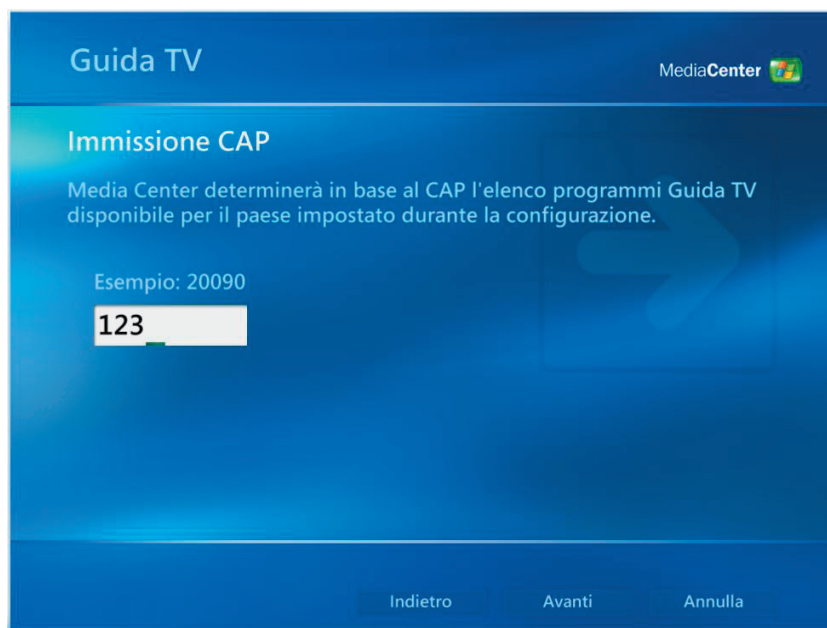 Guida TV
MediaCenter
Immissione CAP
Media Center determinerà in base al CAP l'elenco programmi Guida TV
disponibile per il paese impostato durante la configurazione.
Esempio: 20090
123
Indietro Avanti Annulla